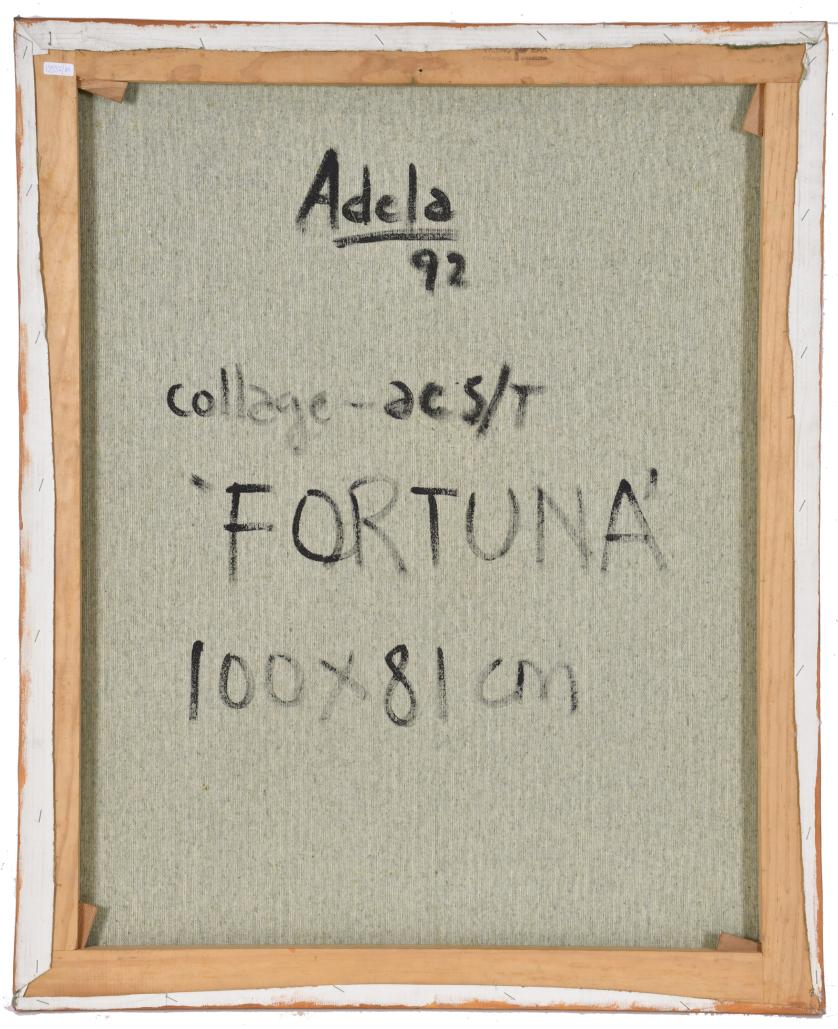 Adela
92
collage - ac s/T
"FORTUNA"
100 x 81 cm